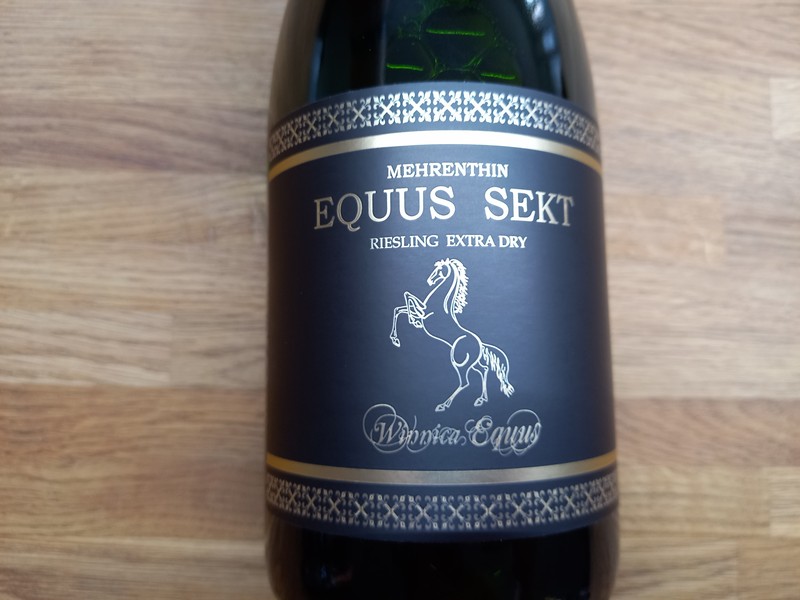 MEHRENTHIN
EQUUS SEKT
RIESLING EXTRA DRY
Winnica Equus